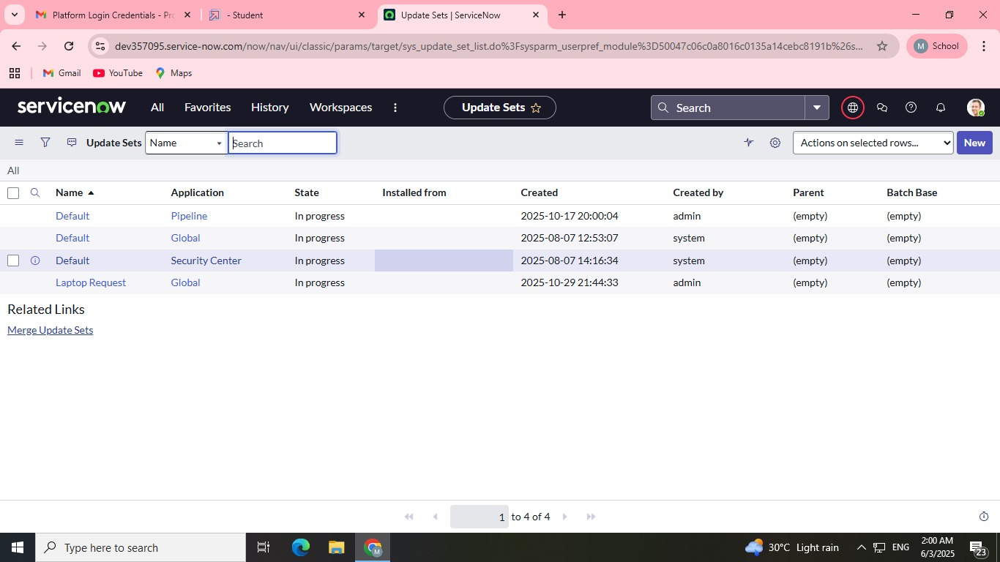 Platform Login Credentials - Pro
- Student
Update Sets | ServiceNow
dev357095.service-now.com/now/nav/ui/classic/params/target/sys_update_set_list.do%3Fsysparm_userpref_module%3D50047c06c0a8016c0135a14cebc8191b%26s...
M School
Gmail YouTube Maps
servicenow All Favorites History Workspaces Update Sets Search
Update Sets Name Search Actions on selected rows... New
All
Name Application State Installed from Created Created by Parent Batch Base
Default Pipeline In progress 2025-10-17 20:00:04 admin (empty) (empty)
Default Global In progress 2025-08-07 12:53:07 system (empty) (empty)
Default Security Center In progress 2025-08-07 14:16:34 system (empty) (empty)
Laptop Request Global In progress 2025-10-29 21:44:33 admin (empty) (empty)
Related Links
Merge Update Sets
1 to 4 of 4
Type here to search
M
30°C Light rain
ENG
2:00 AM
6/3/2025
23